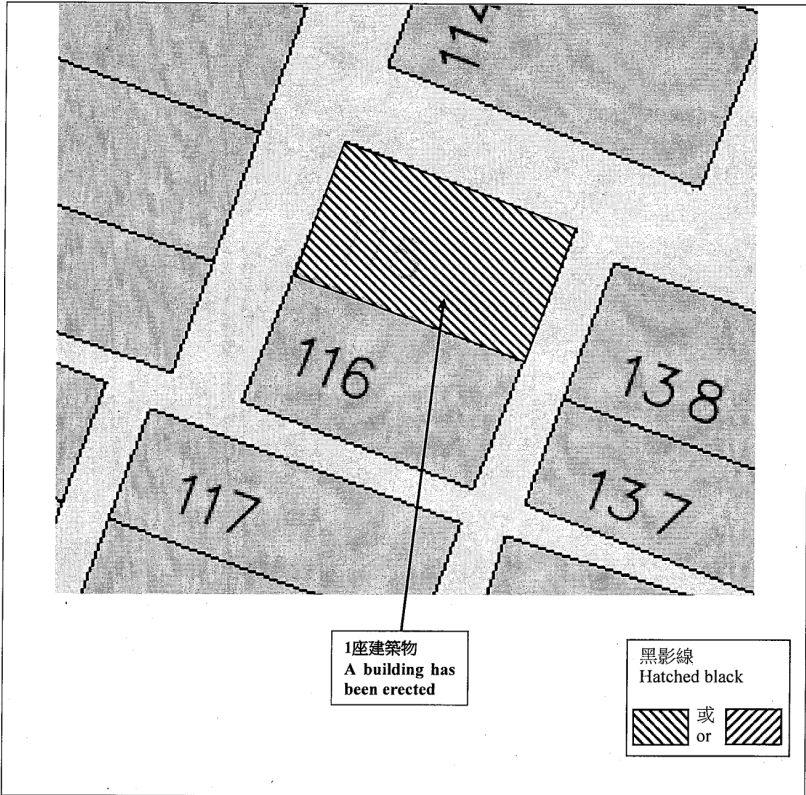 114
116
138
117
137
1座建築物
A building has
been erected
黑影線
Hatched black
或
or